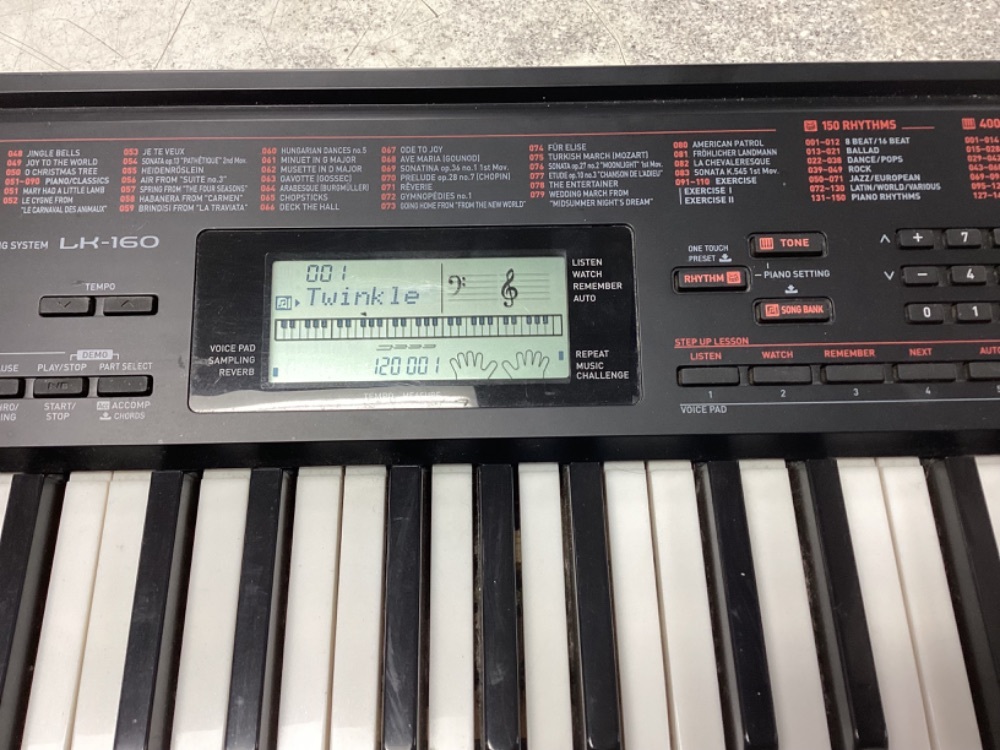 048 JINGLE BELLS
049 JOY TO THE WORLD
050 O CHRISTMAS TREE
051-090 PIANO/CLASSICS
051 MARY HAD A LITTLE LAMB
052 LE CYGNE FROM
"LE CARNAVAL DES ANIMAUX"
053 JE TE VEUX
054 SONATA op.13 "PATHÉTIQUE" 2nd Mov.
055 HEIDENRÖSLEIN
056 AIR FROM "SUITE no.3"
057 SPRING FROM "THE FOUR SEASONS"
058 HABANERA FROM "CARMEN"
059 BRINDISI FROM "LA TRAVIATA"
060 HUNGARIAN DANCES no.5
061 MINUET IN G MAJOR
062 MUSETTE IN D MAJOR
063 GAVOTTE (GOSSEC)
064 ARABESQUE (BURGMÜLLER)
065 CHOPSTICKS
066 DECK THE HALL
067 ODE TO JOY
068 AVE MARIA (GOUNOD)
069 SONATINA op.36 no.1 1st Mov.
070 PRELUDE op.28 no.7 (CHOPIN)
071 RÊVERIE
072 GYMNOPÉDIES no.1
073 GOING HOME FROM "FROM THE NEW WORLD"
074 FÜR ELISE
075 TURKISH MARCH (MOZART)
076 SONATA op.27 no.2 "MOONLIGHT" 1st Mov.
077 ETUDE op.10 no.3 "CHANSON DE L'ADIEU"
078 THE ENTERTAINER
079 WEDDING MARCH FROM
"MIDSUMMER NIGHT'S DREAM"
080 AMERICAN PATROL
081 FRÖHLICHER LANDMANN
082 LA CHEVALERESQUE
083 SONATA K.545 1st Mov.
091-110 EXERCISE
EXERCISE I
EXERCISE II
150 RHYTHMS
001-012 8 BEAT/16 BEAT
013-021 BALLAD
022-038 DANCE/POPS
039-049 ROCK
050-071 JAZZ/EUROPEAN
072-130 LATIN/WORLD/VARIOUS
131-150 PIANO RHYTHMS
400
001-014
NG SYSTEM LK-160
TEMPO
DEMO
PLAY/STOP PART SELECT
START/
STOP
ACCOMP
CHORDS
VOICE PAD
SAMPLING
REVERB
001
Twinkle
120 001
LISTEN
WATCH
REMEMBER
AUTO
REPEAT
MUSIC
CHALLENGE
TEMPO MEASURE
ONE TOUCH
PRESET
TONE
RHYTHM
PIANO SETTING
SONG BANK
+ 7
- 4
0 1
STEP UP LESSON
LISTEN WATCH REMEMBER NEXT AUTO
1 2 3 4
VOICE PAD